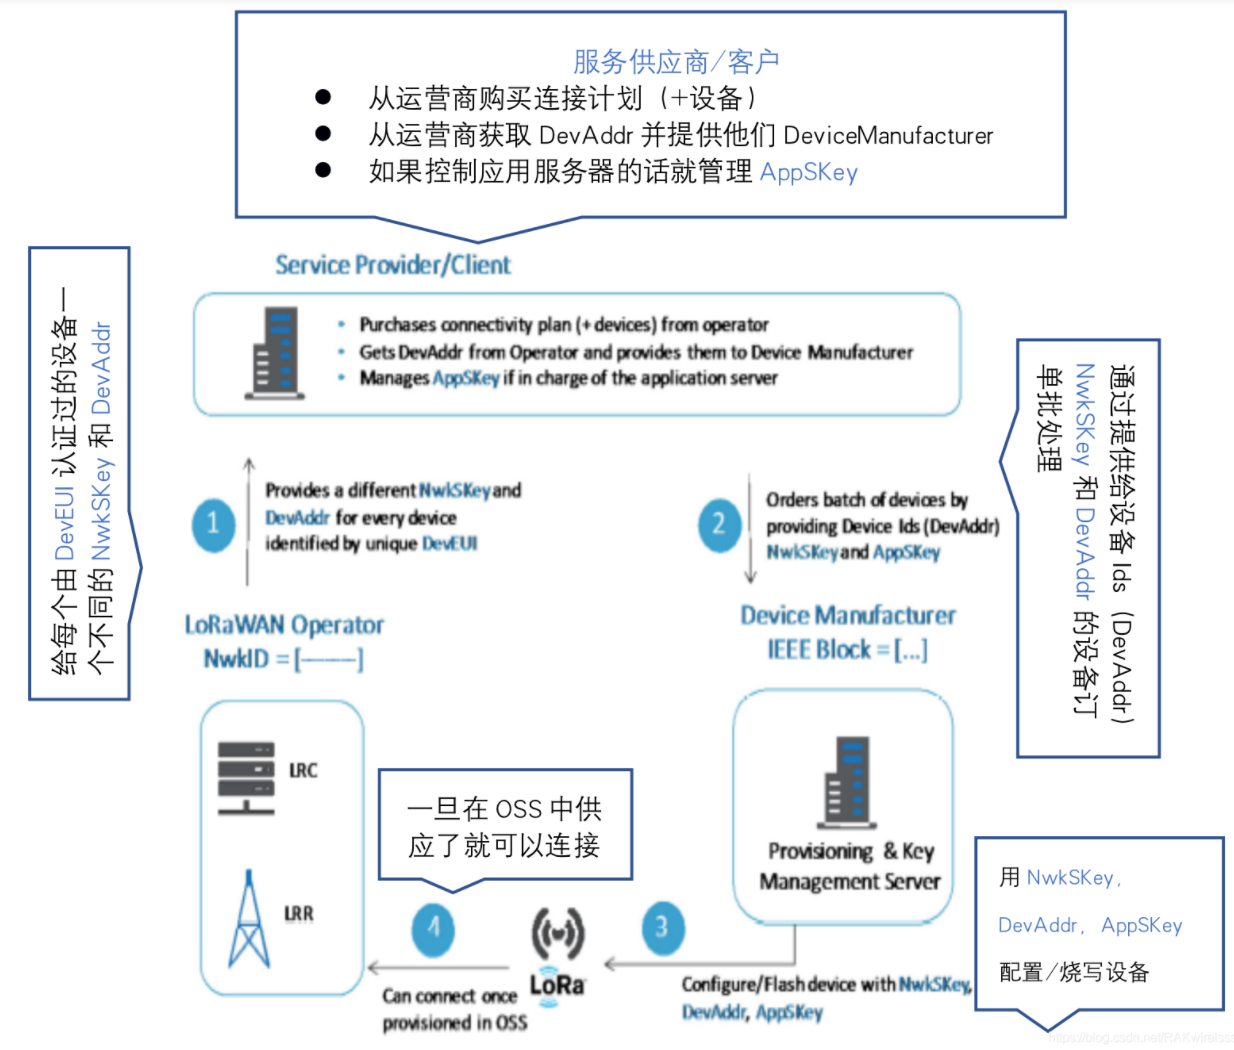 服务供应商/客户
● 从运营商购买连接计划（+设备）
● 从运营商获取 DevAddr 并提供他们 DeviceManufacturer
● 如果控制应用服务器的话就管理 AppSKey
Service Provider/Client
• Purchases connectivity plan (+ devices) from operator
• Gets DevAddr from Operator and provides them to Device Manufacturer
• Manages AppSKey if in charge of the application server
给每个由 DevEUI 认证过的设备一
个不同的 NwkSKey 和 DevAddr
1
Provides a different NwkSKey and
DevAddr for every device
identified by unique DevEUI
2
Orders batch of devices by
providing Device Ids (DevAddr)
NwkSKey and AppSKey
通过提供给设备 Ids（DevAddr）
NwkSKey 和 DevAddr 的设备订
单批处理
LoRaWAN Operator
NwkID = [--------]
Device Manufacturer
IEEE Block = [...]
LRC
LRR
一旦在 OSS 中供
应了就可以连接
Provisioning & Key
Management Server
用 NwkSKey，
DevAddr，AppSKey
配置/烧写设备
4
LoRa
3
Can connect once
provisioned in OSS
Configure/Flash device with NwkSKey,
DevAddr, AppSKey
https://blog.csdn.net/RAKwirelss